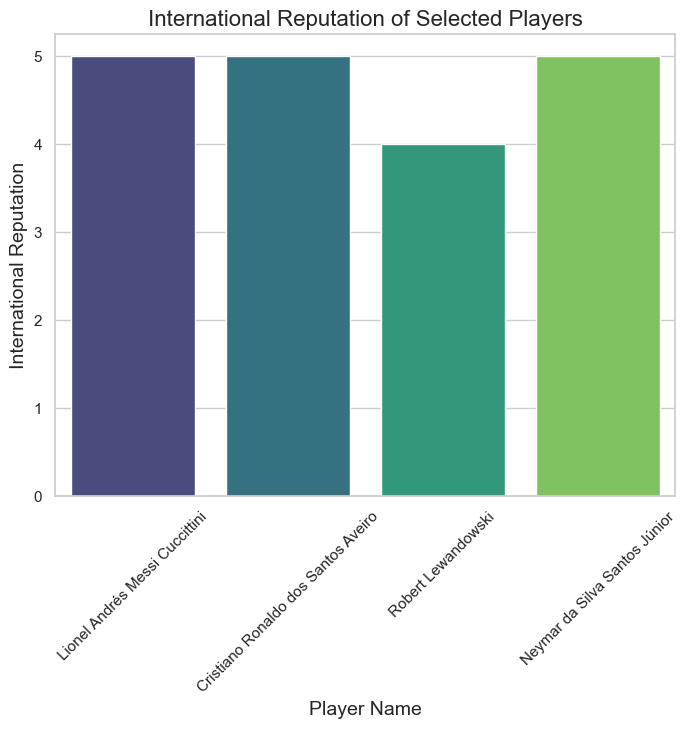 International Reputation of Selected Players
International Reputation
5
4
3
2
1
0
Lionel Andrés Messi Cuccittini
Cristiano Ronaldo dos Santos Aveiro
Robert Lewandowski
Neymar da Silva Santos Júnior
Player Name